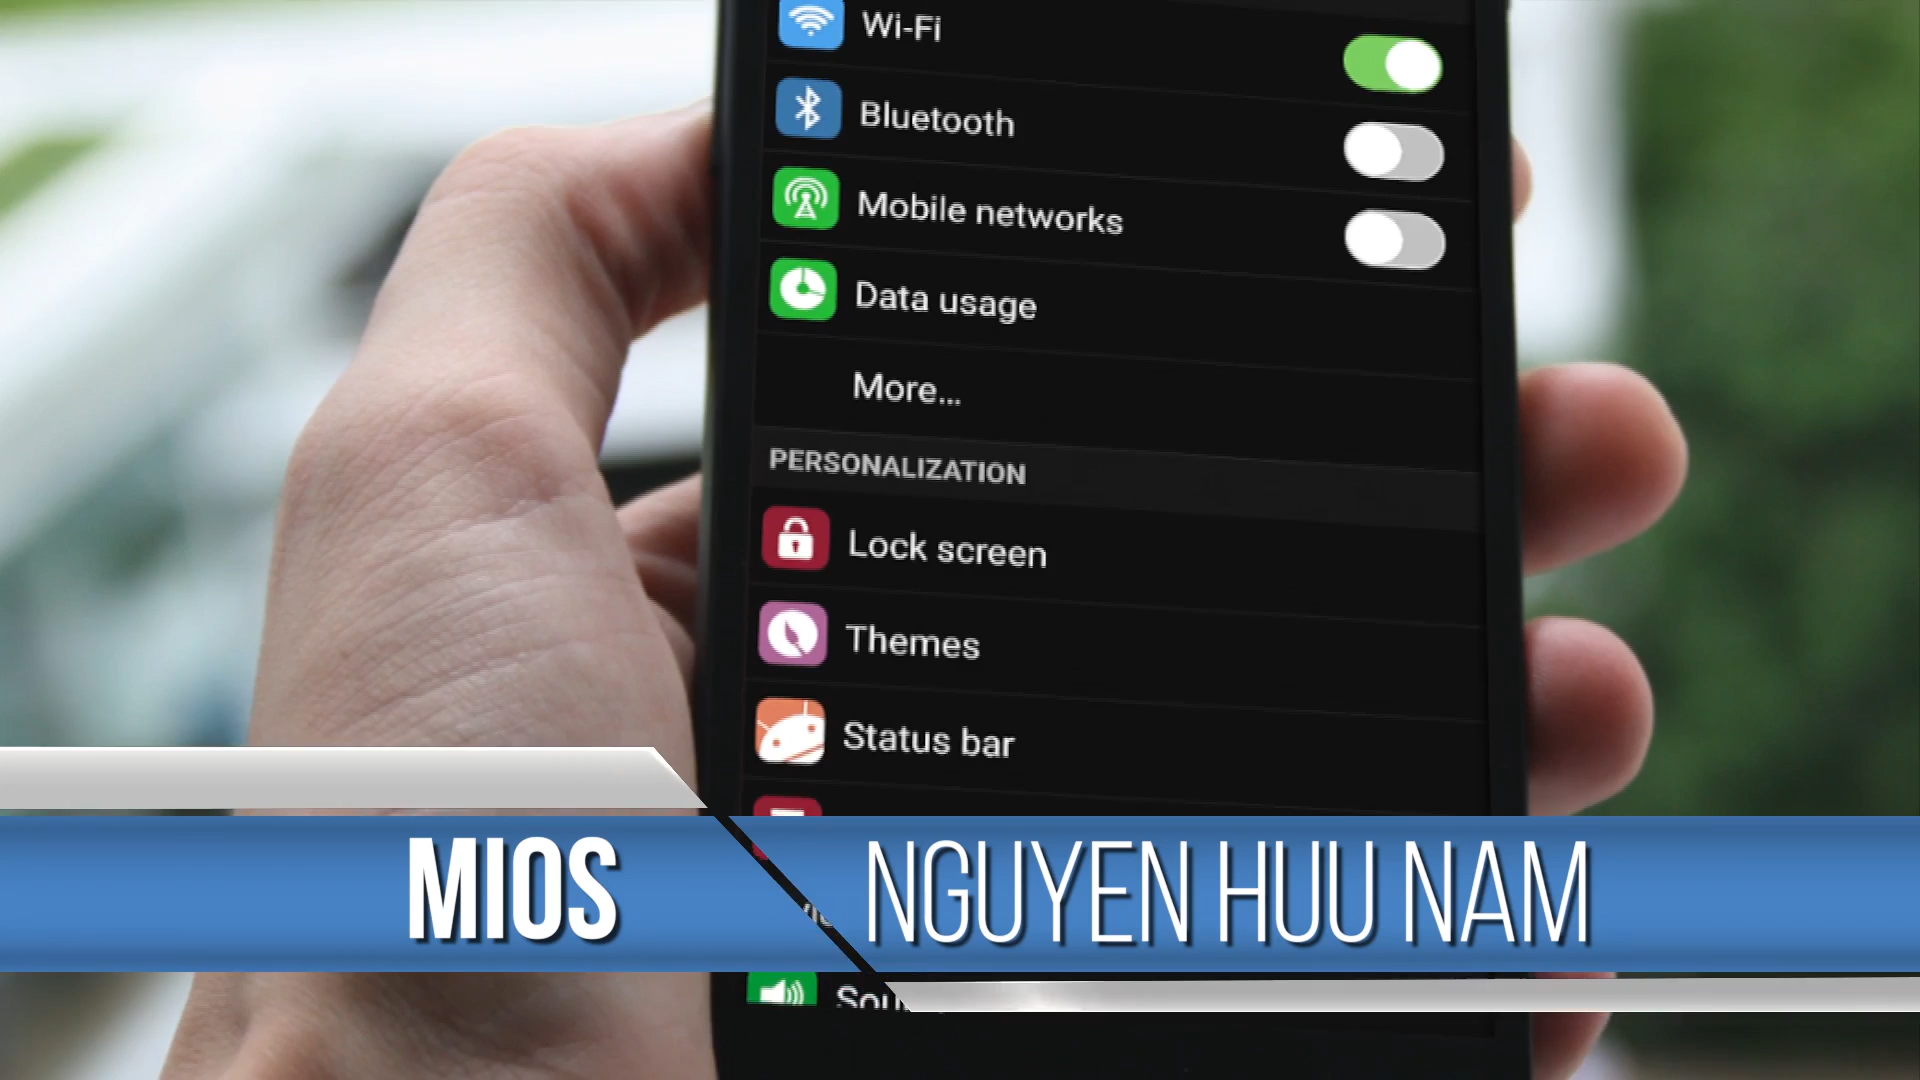 Wi-Fi
Bluetooth
Mobile networks
Data usage
More...
PERSONALIZATION
Lock screen
Themes
Status bar
MIOS
NGUYEN HUU NAM